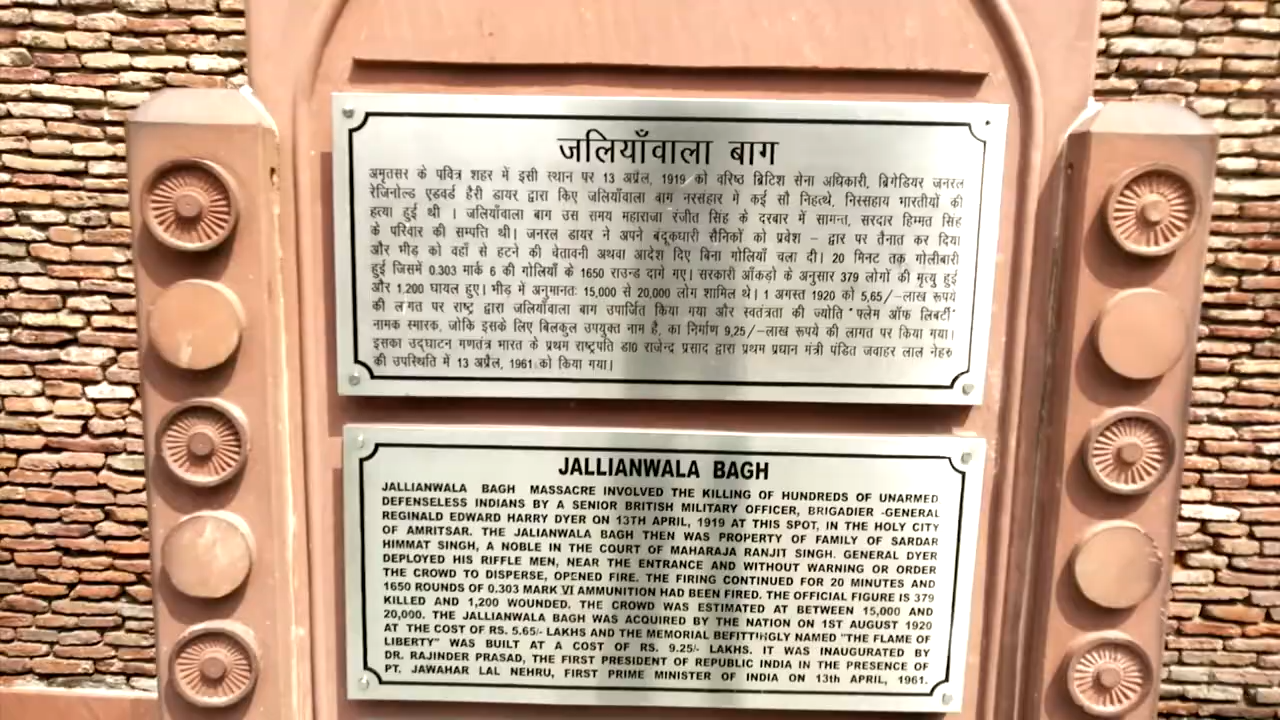 जलियाँवाला बाग
अमृतसर के पवित्र शहर में इसी स्थान पर 13 अप्रैल, 1919 को वरिष्ठ ब्रिटिश सेना अधिकारी, ब्रिगेडियर जनरल
रेजिनोल्ड एडवर्ड हैरी डायर द्वारा किए जलियाँवाला बाग नरसंहार में कई सौ निहत्थे, निस्सहाय भारतीयों की
हत्या हुई थी । जलियाँवाला बाग उस समय महाराजा रंजीत सिंह के दरबार में सामन्त, सरदार हिम्मत सिंह
के परिवार की सम्पत्ति थी। जनरल डायर ने अपने बंदूकधारी सैनिकों को प्रवेश – द्वार पर तैनात कर दिया
और भीड़ को वहाँ से हटने की चेतावनी अथवा आदेश दिए बिना गोलियाँ चला दी। 20 मिनट तक गोलीबारी
हुई जिसमें 0.303 मार्क 6 की गोलियाँ के 1650 राउन्ड दागे गए। सरकारी आँकड़ो के अनुसार 379 लोगों की मृत्यु हुई
और 1,200 घायल हुए। भीड़ में अनुमानतः 15,000 से 20,000 लोग शामिल थे। 1 अगस्त 1920 को 5,65/–लाख रूपये
की लागत पर राष्ट्र द्वारा जलियाँवाला बाग उपार्जित किया गया और स्वतंत्रता की ज्योति "फ्लेम ऑफ लिबर्टी"
नामक स्मारक, जोकि इसके लिए बिलकुल उपयुक्त नाम है, का निर्माण 9,25/–लाख रूपये की लागत पर किया गया।
इसका उद्घाटन गणतंत्र भारत के प्रथम राष्ट्रपति डा0 राजेन्द्र प्रसाद द्वारा प्रथम प्रधान मंत्री पंडित जवाहर लाल नेहरु
की उपस्थिति में 13 अप्रैल, 1961 को किया गया।
JALLIANWALA BAGH
JALLIANWALA BAGH MASSACRE INVOLVED THE KILLING OF HUNDREDS OF UNARMED
DEFENSELESS INDIANS BY A SENIOR BRITISH MILITARY OFFICER, BRIGADIER -GENERAL
REGINALD EDWARD HARRY DYER ON 13TH APRIL, 1919 AT THIS SPOT, IN THE HOLY CITY
OF AMRITSAR. THE JALIANWALA BAGH THEN WAS PROPERTY OF FAMILY OF SARDAR
HIMMAT SINGH, A NOBLE IN THE COURT OF MAHARAJA RANJIT SINGH. GENERAL DYER
DEPLOYED HIS RIFFLE MEN, NEAR THE ENTRANCE AND WITHOUT WARNING OR ORDER
THE CROWD TO DISPERSE, OPENED FIRE. THE FIRING CONTINUED FOR 20 MINUTES AND
1650 ROUNDS OF 0.303 MARK VI AMMUNITION HAD BEEN FIRED. THE OFFICIAL FIGURE IS 379
KILLED AND 1,200 WOUNDED. THE CROWD WAS ESTIMATED AT BETWEEN 15,000 AND
20,000. THE JALLIANWALA BAGH WAS ACQUIRED BY THE NATION ON 1ST AUGUST 1920
AT THE COST OF RS. 5.65/- LAKHS AND THE MEMORIAL BEFITTINGLY NAMED "THE FLAME OF
LIBERTY" WAS BUILT AT A COST OF RS. 9.25/- LAKHS. IT WAS INAUGURATED BY
DR. RAJINDER PRASAD, THE FIRST PRESIDENT OF REPUBLIC INDIA IN THE PRESENCE OF
PT. JAWAHAR LAL NEHRU, FIRST PRIME MINISTER OF INDIA ON 13th APRIL, 1961.